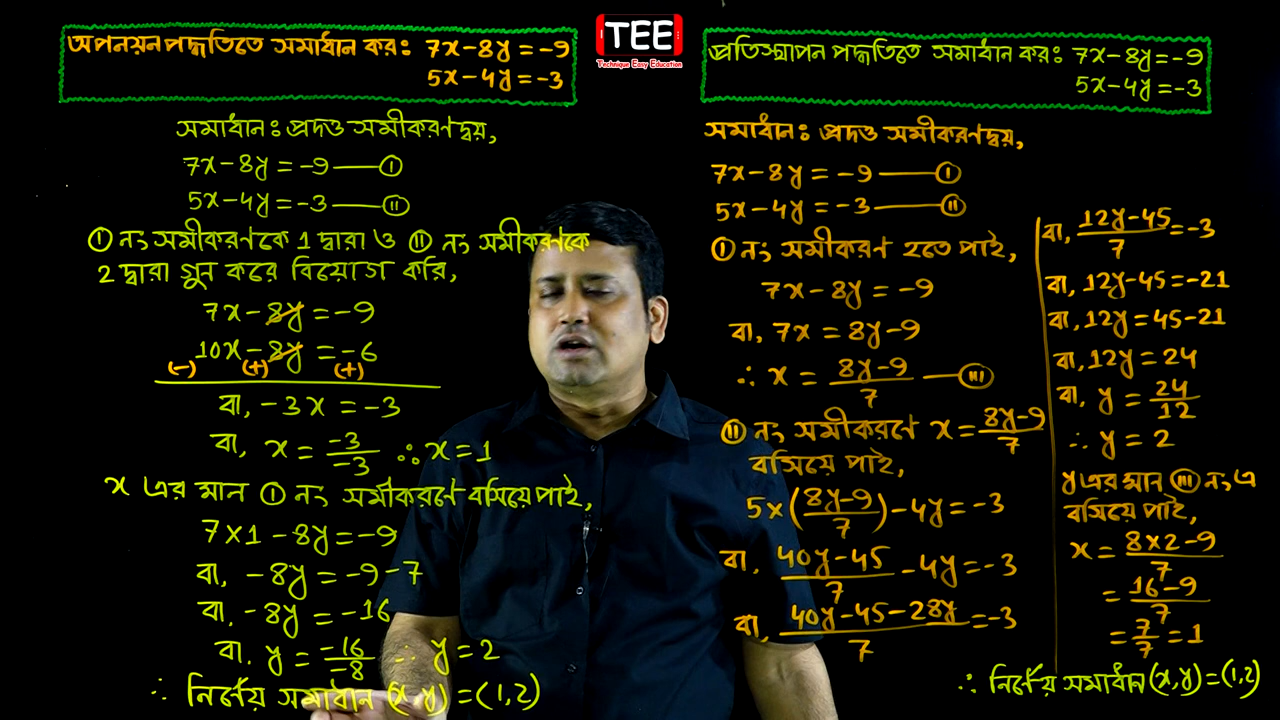 অপনয়ন পদ্ধতিতে সমাধান করঃ 7x-8y=-9
5x-4y=-3
সমাধানঃ প্রদত্ত সমীকরণদ্বয়,
7x-8y=-9 — (I)
5x-4y=-3 — (II)
(I) নং সমীকরণকে 1 দ্বারা ও (II) নং সমীকরণকে
2 দ্বারা গুন করে বিয়োগ করি,
7x-8y=-9
10x-8y=-6
(-) (+) (+)
বা, -3x=-3
বা, x=-3/-3 ∴ x=1
x এর মান (I) নং সমীকরণে বসিয়ে পাই,
7×1-8y=-9
বা, -8y=-9-7
বা, -8y=-16
বা, y=-16/-8 ∴ y=2
∴ নির্ণেয় সমাধান (x,y)=(1,2)
TEE
Technique Easy Education
প্রতিস্থাপন পদ্ধতিতে সমাধান করঃ 7x-8y=-9
5x-4y=-3
সমাধানঃ প্রদত্ত সমীকরণদ্বয়,
7x-8y=-9 — (I)
5x-4y=-3 — (II)
(I) নং সমীকরণ হতে পাই,
7x-8y=-9
বা, 7x=8y-9
∴ x=8y-9/7 — (III)
(II) নং সমীকরণে x=8y-9/7
বসিয়ে পাই,
5×(8y-9/7)-4y=-3
বা, 40y-45/7-4y=-3
বা, 40y-45-28y/7=-3
বা, 12y-45/7=-3
বা, 12y-45=-21
বা, 12y=45-21
বা, 12y=24
বা, y=24/12
∴ y=2
y এর মান (III) নং এ
বসিয়ে পাই,
x=8×2-9/7
=16-9/7
=7/7=1
∴ নির্ণেয় সমাধান (x,y)=(1,2)